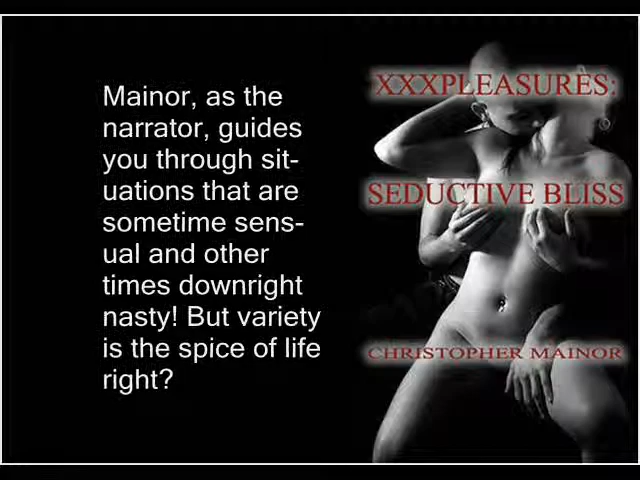 Mainor, as the
narrator, guides
you through sit-
uations that are
sometime sens-
ual and other
times downright
nasty! But variety
is the spice of life
right?
XXXPLEASURES:
SEDUCTIVE BLISS
CHRISTOPHER MAINOR